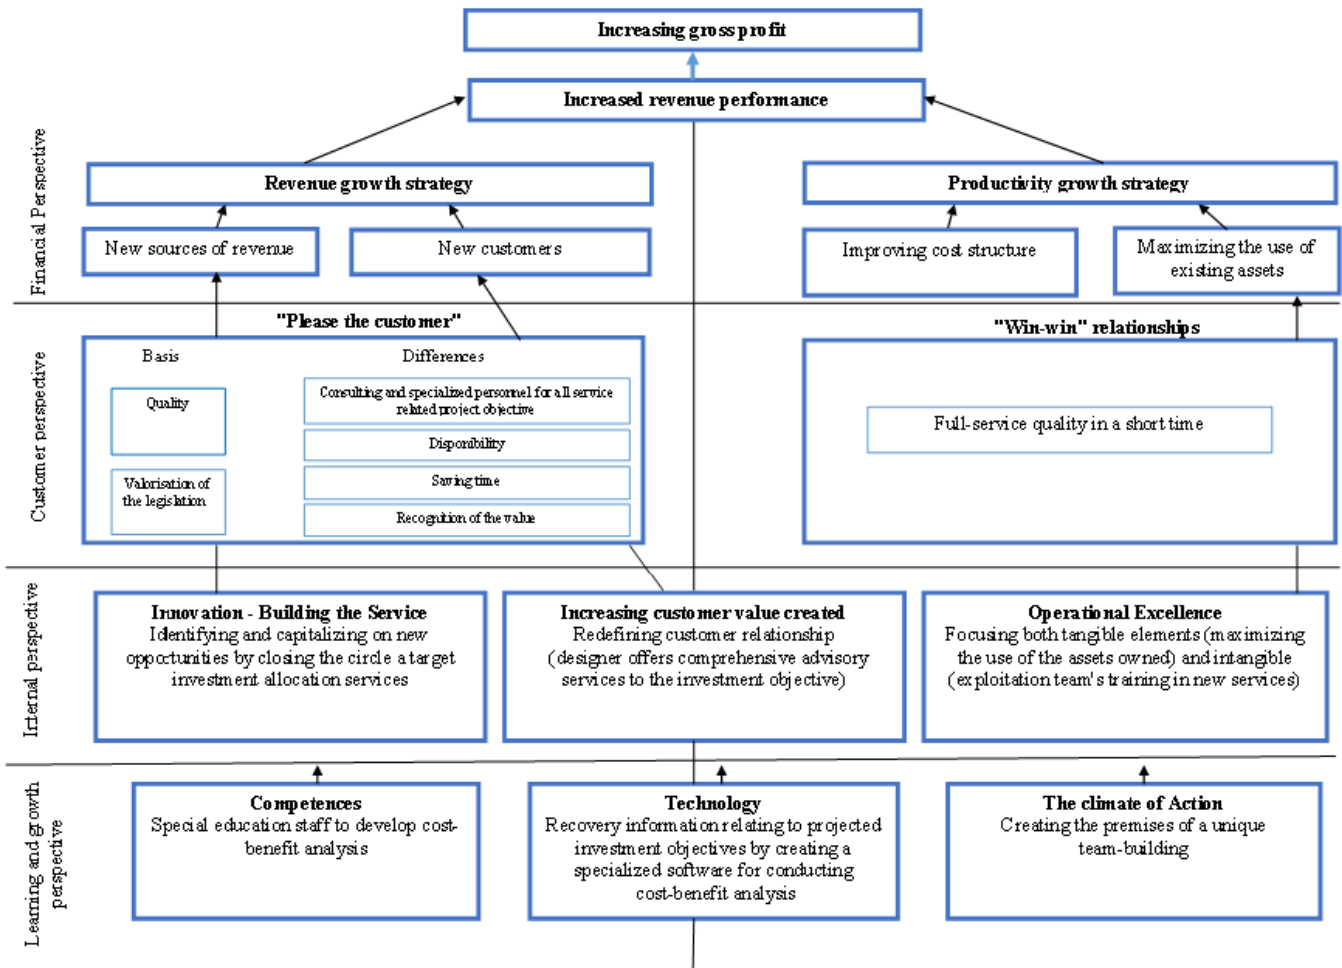 Increasing gross profit
Increased revenue performance
Financial Perspective
Revenue growth strategy
Productivity growth strategy
New sources of revenue
New customers
Improving cost structure
Maximizing the use of
existing assets
Customer perspective
"Please the customer"
"Win-win" relationships
Basis
Differences
Quality
Valorisation of
the legislation
Consulting and specialized personnel for all service
related project objective
Disponibility
Saving time
Recognition of the value
Full-service quality in a short time
Internal perspective
Innovation - Building the Service
Identifying and capitalizing on new
opportunities by closing the circle a target
investment allocation services
Increasing customer value created
Redefining customer relationship
(designer offers comprehensive advisory
services to the investment objective)
Operational Excellence
Focusing both tangible elements (maximizing
the use of the assets owned) and intangible
(exploitation team's training in new services)
Learning and growth
perspective
Competences
Special education staff to develop cost-
benefit analysis
Technology
Recovery information relating to projected
investment objectives by creating a
specialized software for conducting
cost-benefit analysis
The climate of Action
Creating the premises of a unique
team-building